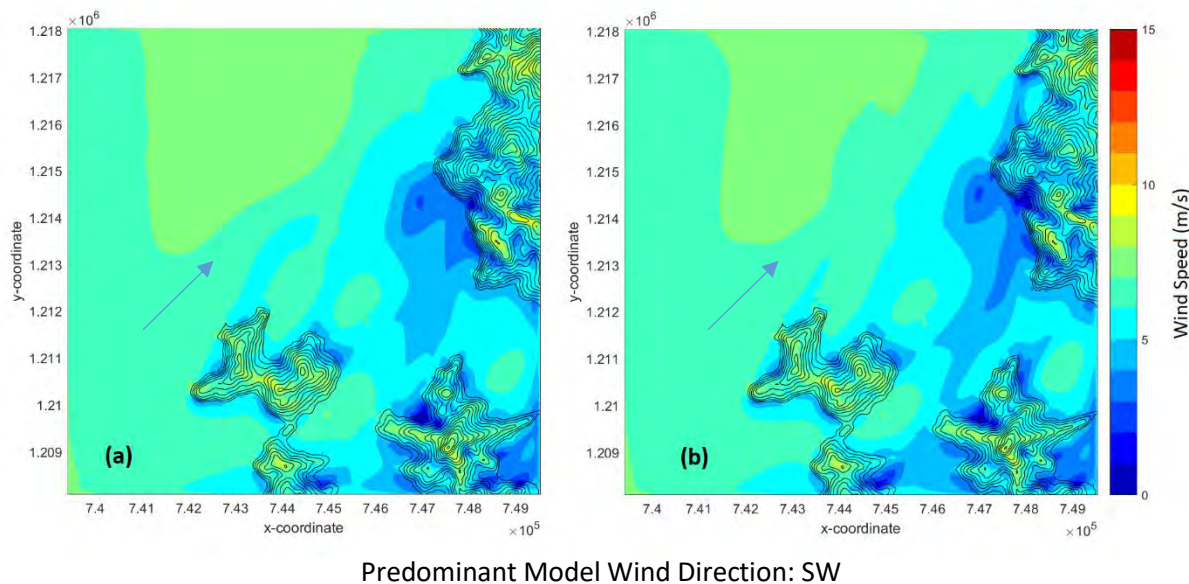 ×10⁶
1.218
1.217
1.216
1.215
1.214
1.213
1.212
1.211
1.21
1.209
y-coordinate
(a)
7.4 7.41 7.42 7.43 7.44 7.45 7.46 7.47 7.48 7.49
x-coordinate
×10⁵
×10⁶
1.218
1.217
1.216
1.215
1.214
1.213
1.212
1.211
1.21
1.209
y-coordinate
(b)
7.4 7.41 7.42 7.43 7.44 7.45 7.46 7.47 7.48 7.49
x-coordinate
×10⁵
15
10
5
0
Wind Speed (m/s)
Predominant Model Wind Direction: SW